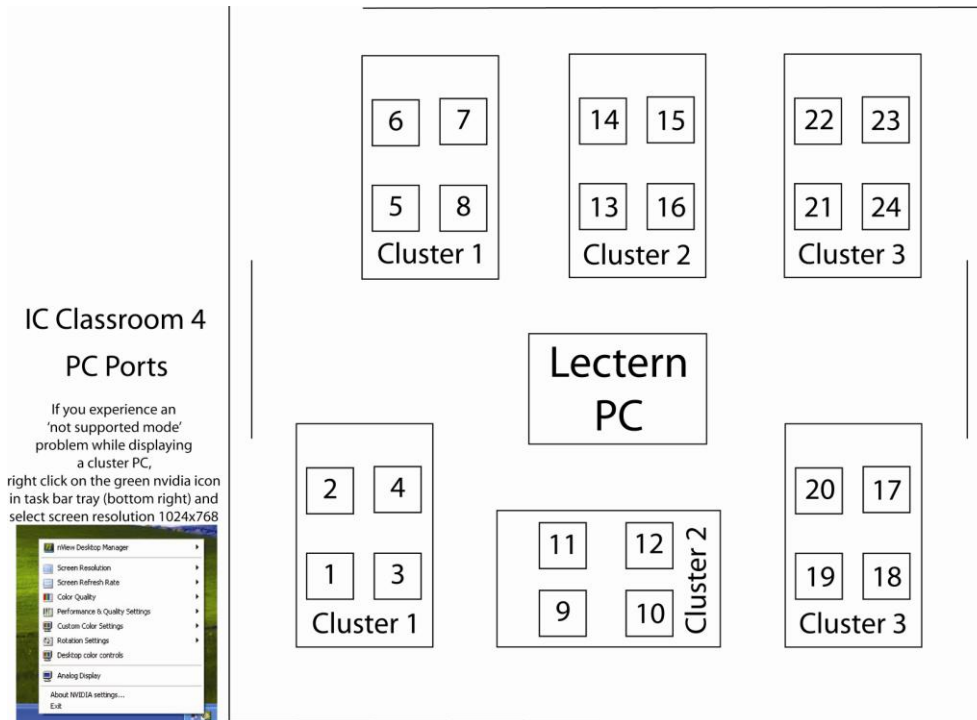 IC Classroom 4
PC Ports
If you experience an
'not supported mode'
problem while displaying
a cluster PC,
right click on the green nvidia icon
in task bar tray (bottom right) and
select screen resolution 1024x768
nView Desktop Manager
Screen Resolution
Screen Refresh Rate
Color Quality
Performance & Quality Settings
Custom Color Settings
Rotation Settings
Desktop color controls
Analog Display
About NVIDIA settings...
Exit
6 7
5 8
Cluster 1
14 15
13 16
Cluster 2
22 23
21 24
Cluster 3
Lectern
PC
2 4
1 3
Cluster 1
11 12
9 10
Cluster 2
20 17
19 18
Cluster 3